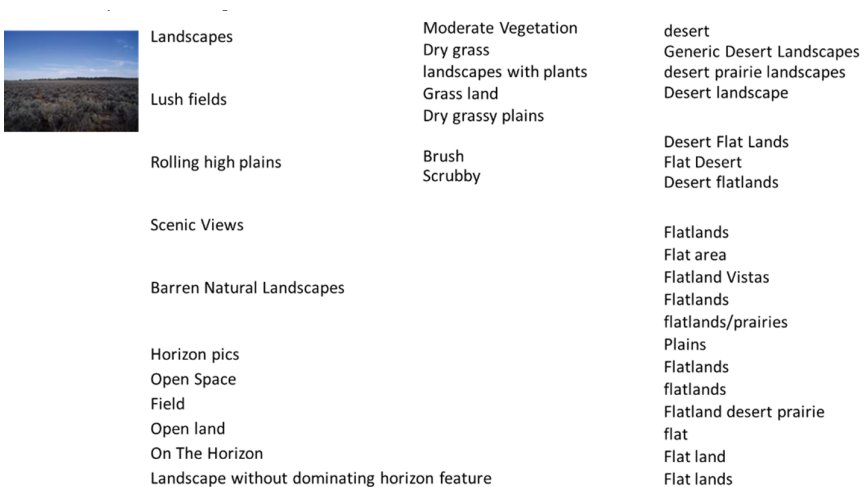 Landscapes
Lush fields
Rolling high plains
Scenic Views
Barren Natural Landscapes
Horizon pics
Open Space
Field
Open land
On The Horizon
Landscape without dominating horizon feature
Moderate Vegetation
Dry grass
landscapes with plants
Grass land
Dry grassy plains
Brush
Scrubby
desert
Generic Desert Landscapes
desert prairie landscapes
Desert landscape
Desert Flat Lands
Flat Desert
Desert flatlands
Flatlands
Flat area
Flatland Vistas
Flatlands
flatlands/prairies
Plains
Flatlands
flatlands
Flatland desert prairie
flat
Flat land
Flat lands